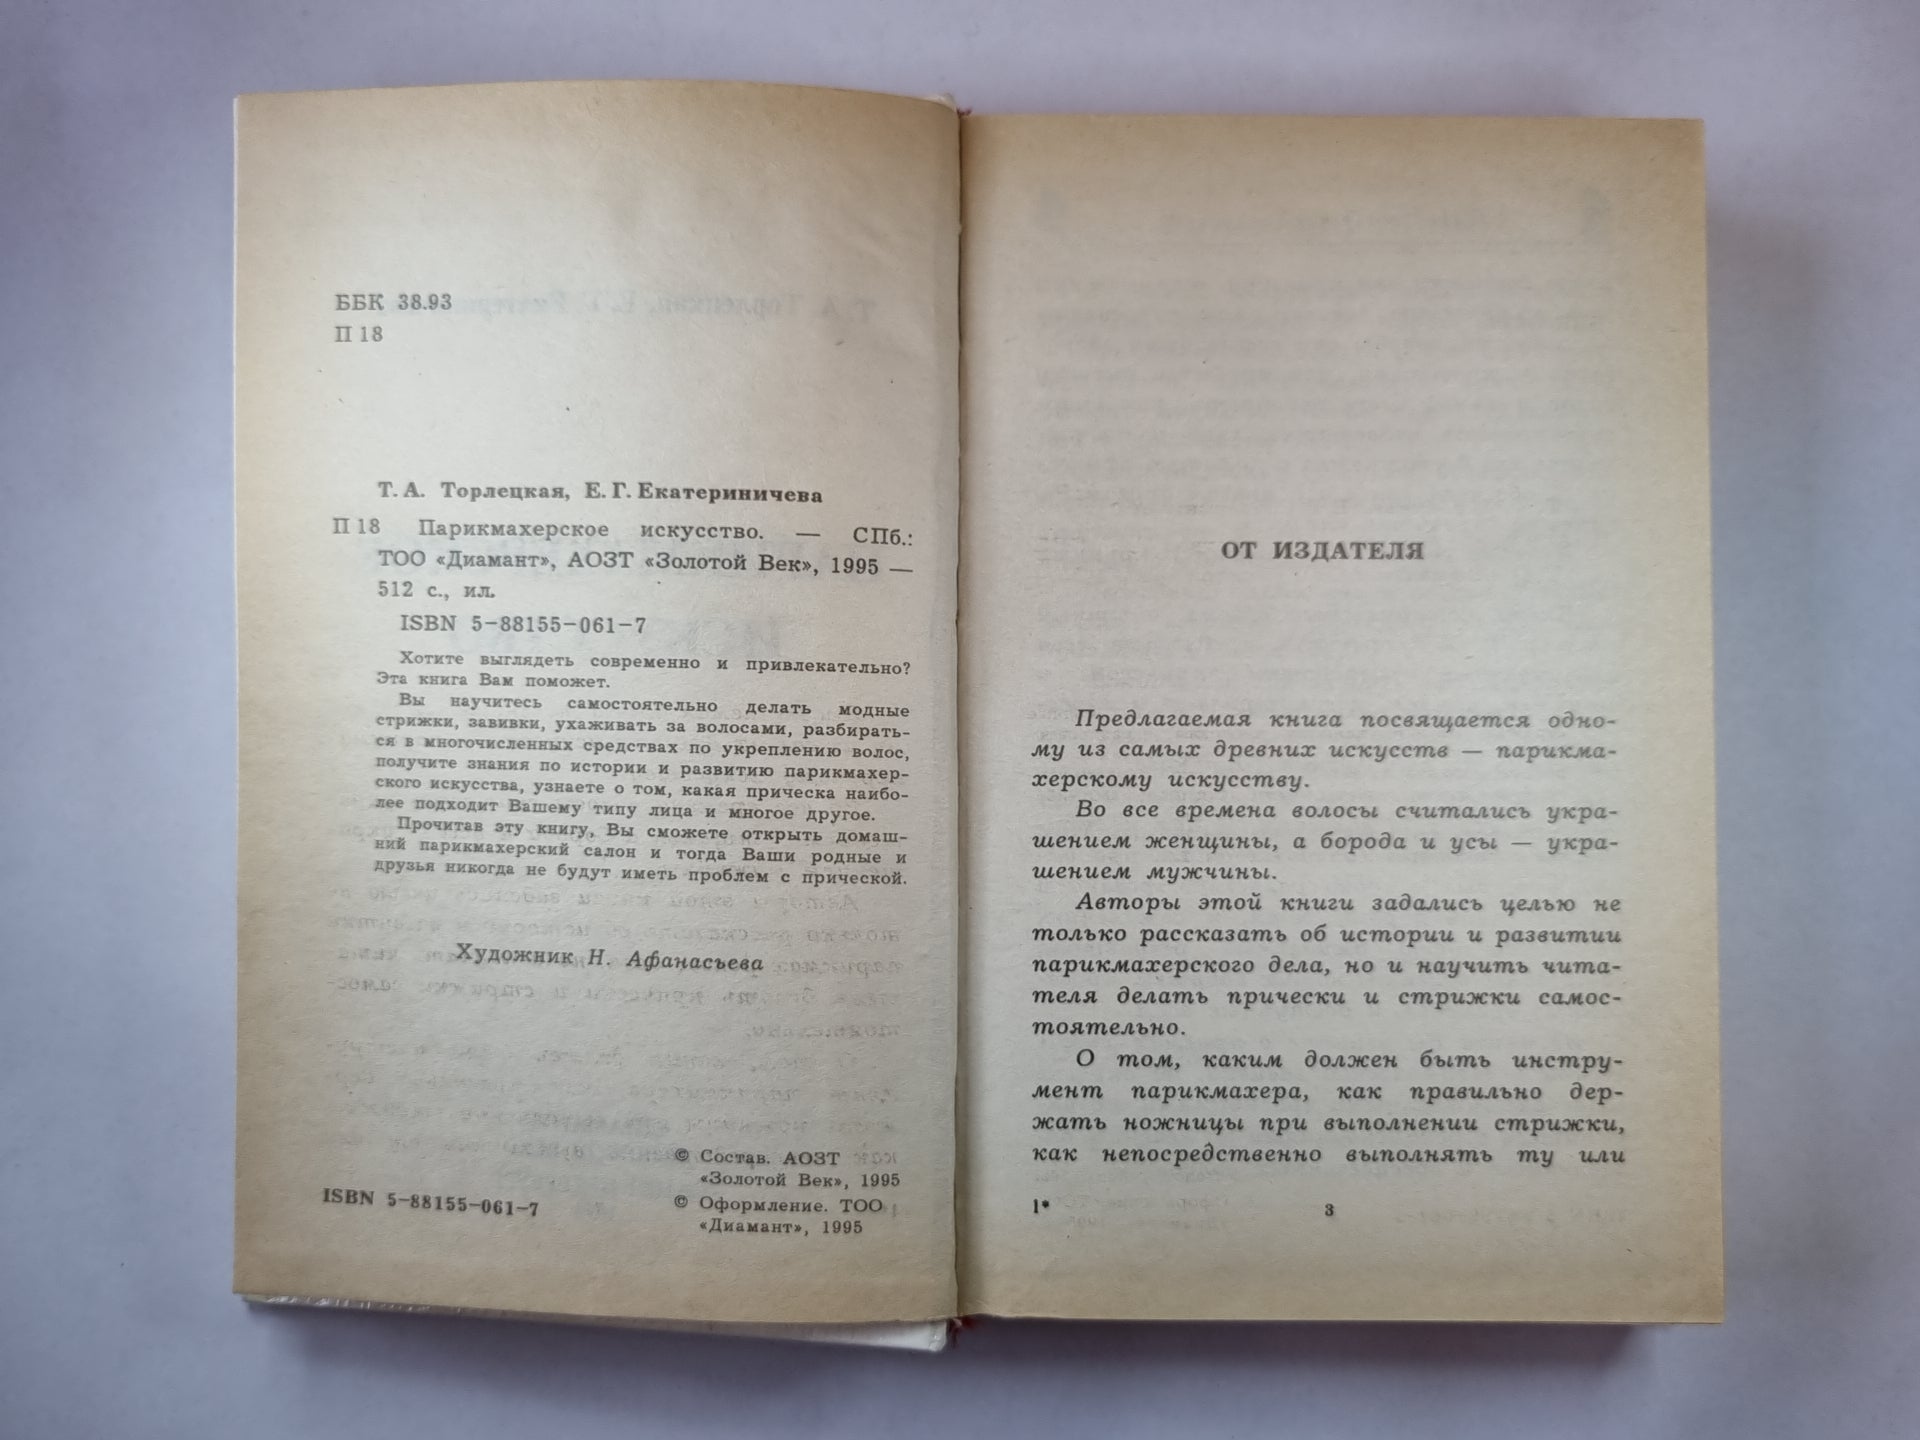 ББК 38.93
П 18
Т. А. Торлецкая, Е. Г. Екатериничева
П 18 Парикмахерское искусство. — СПб.:
ТОО «Диамант», АОЗТ «Золотой Век», 1995 —
512 с., ил.
ISBN 5-88155-061-7
Хотите выглядеть современно и привлекательно?
Эта книга Вам поможет.
Вы научитесь самостоятельно делать модные
стрижки, завивки, ухаживать за волосами, разбирать-
ся в многочисленных средствах по укреплению волос,
получите знания по истории и развитию парикмахер-
ского искусства, узнаете о том, какая прическа наибо-
лее подходит Вашему типу лица и многое другое.
Прочитав эту книгу, Вы сможете открыть домаш-
ний парикмахерский салон и тогда Ваши родные и
друзья никогда не будут иметь проблем с прической.
Художник Н. Афанасьева
© Состав. АОЗТ
«Золотой Век», 1995
ISBN 5-88155-061-7
© Оформление. ТОО
«Диамант», 1995
ОТ ИЗДАТЕЛЯ
Предлагаемая книга посвящается одно-
му из самых древних искусств — парикма-
херскому искусству.
Во все времена волосы считались укра-
шением женщины, а борода и усы — укра-
шением мужчины.
Авторы этой книги задались целью не
только рассказать об истории и развитии
парикмахерского дела, но и научить чита-
теля делать прически и стрижки самос-
тоятельно.
О том, каким должен быть инстру-
мент парикмахера, как правильно дер-
жать ножницы при выполнении стрижки,
как непосредственно выполнять ту или
1*
3